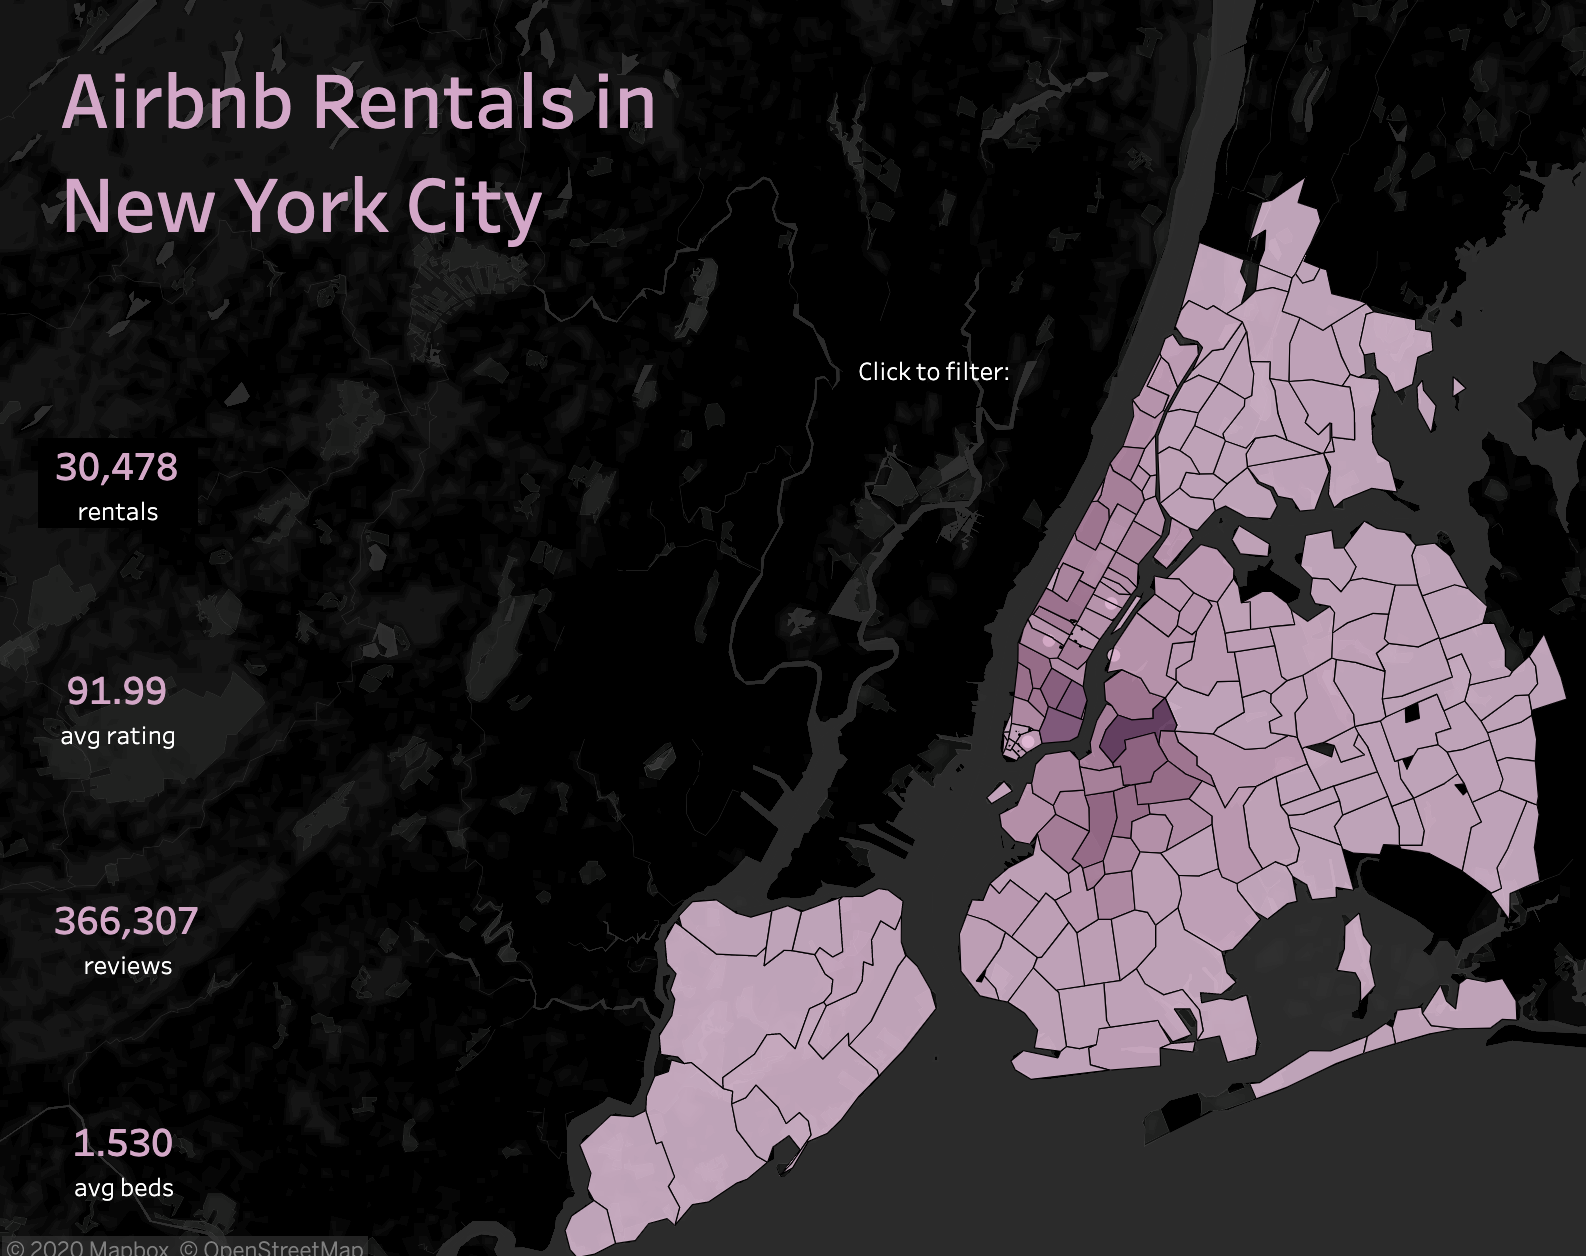 Airbnb Rentals in
New York City
Click to filter:
30,478
rentals
91.99
avg rating
366,307
reviews
1.530
avg beds
© 2020 Mapbox © OpenStreetMap